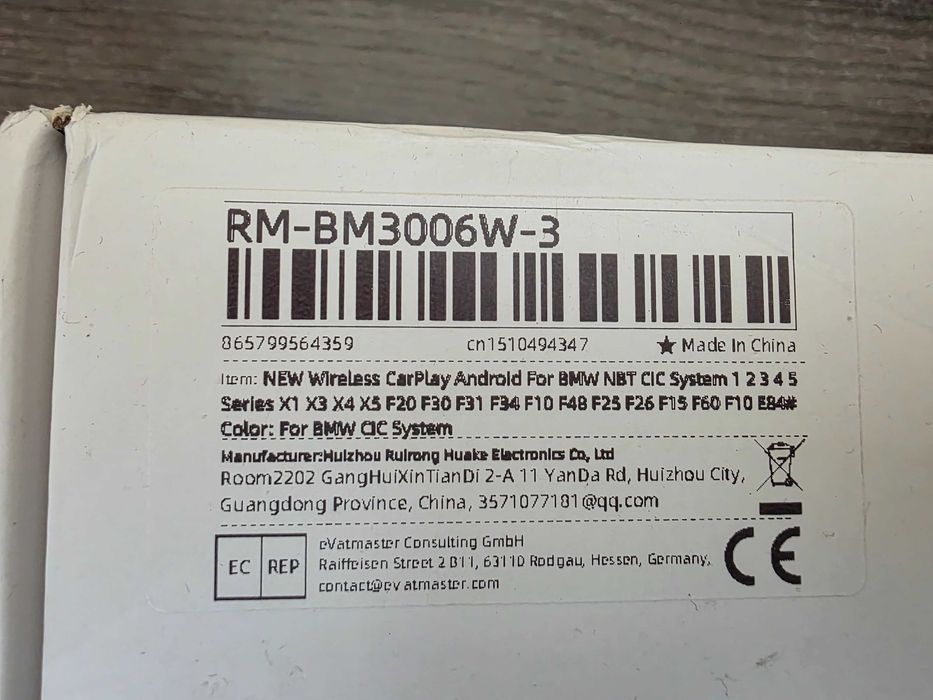 RM-BM3006W-3
865799564359 cn1510494347 ★ Made In China
Item: NEW Wireless CarPlay Android For BMW NBT CIC System 1 2 3 4 5
Series X1 X3 X4 X5 F20 F30 F31 F34 F10 F48 F25 F26 F15 F60 F10 E84#
Color: For BMW CIC System
Manufacturer:Huizhou Ruirong Huake Electronics Co, Ltd
Room2202 GangHuiXinTianDi 2-A 11 YanDa Rd, Huizhou City,
Guangdong Province, China, 3571077181@qq.com
EC REP
eVatmaster Consulting GmbH
Raiffeisen Street 2 B11, 63110 Rodgau, Hessen, Germany.
contact@evatmaster.com
CE